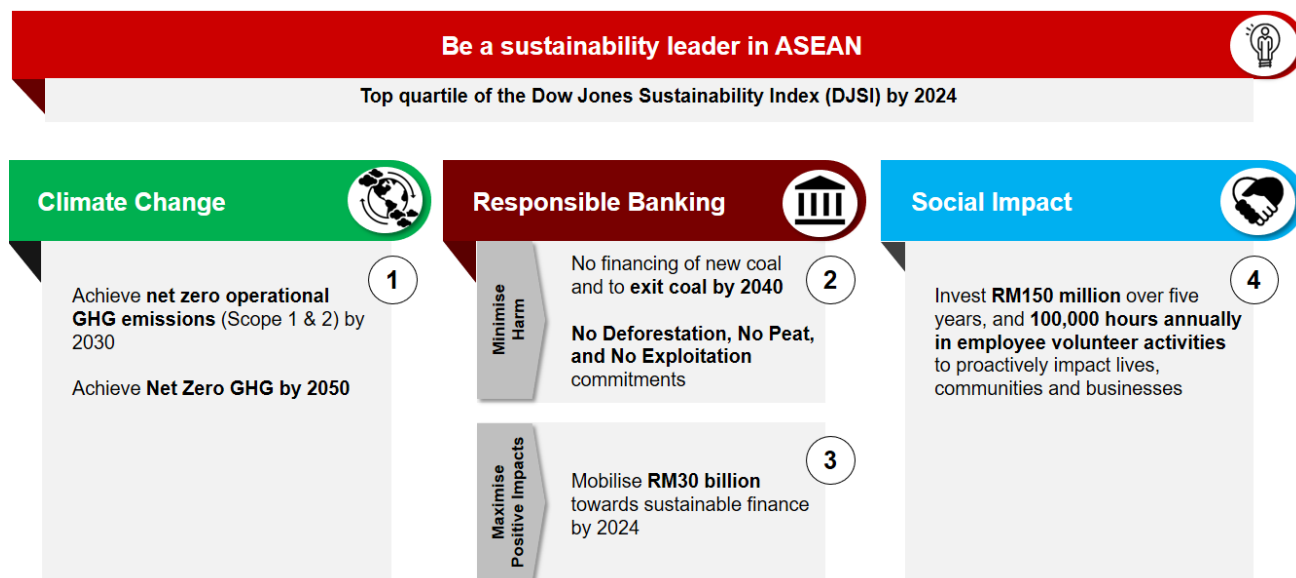 Be a sustainability leader in ASEAN
Top quartile of the Dow Jones Sustainability Index (DJSI) by 2024
Climate Change
1
Achieve net zero operational
GHG emissions (Scope 1 & 2) by
2030
Achieve Net Zero GHG by 2050
Responsible Banking
Minimise
Harm
2
No financing of new coal
and to exit coal by 2040
No Deforestation, No Peat,
and No Exploitation
commitments
Maximise
Positive Impacts
3
Mobilise RM30 billion
towards sustainable finance
by 2024
Social Impact
4
Invest RM150 million over five
years, and 100,000 hours annually
in employee volunteer activities
to proactively impact lives,
communities and businesses